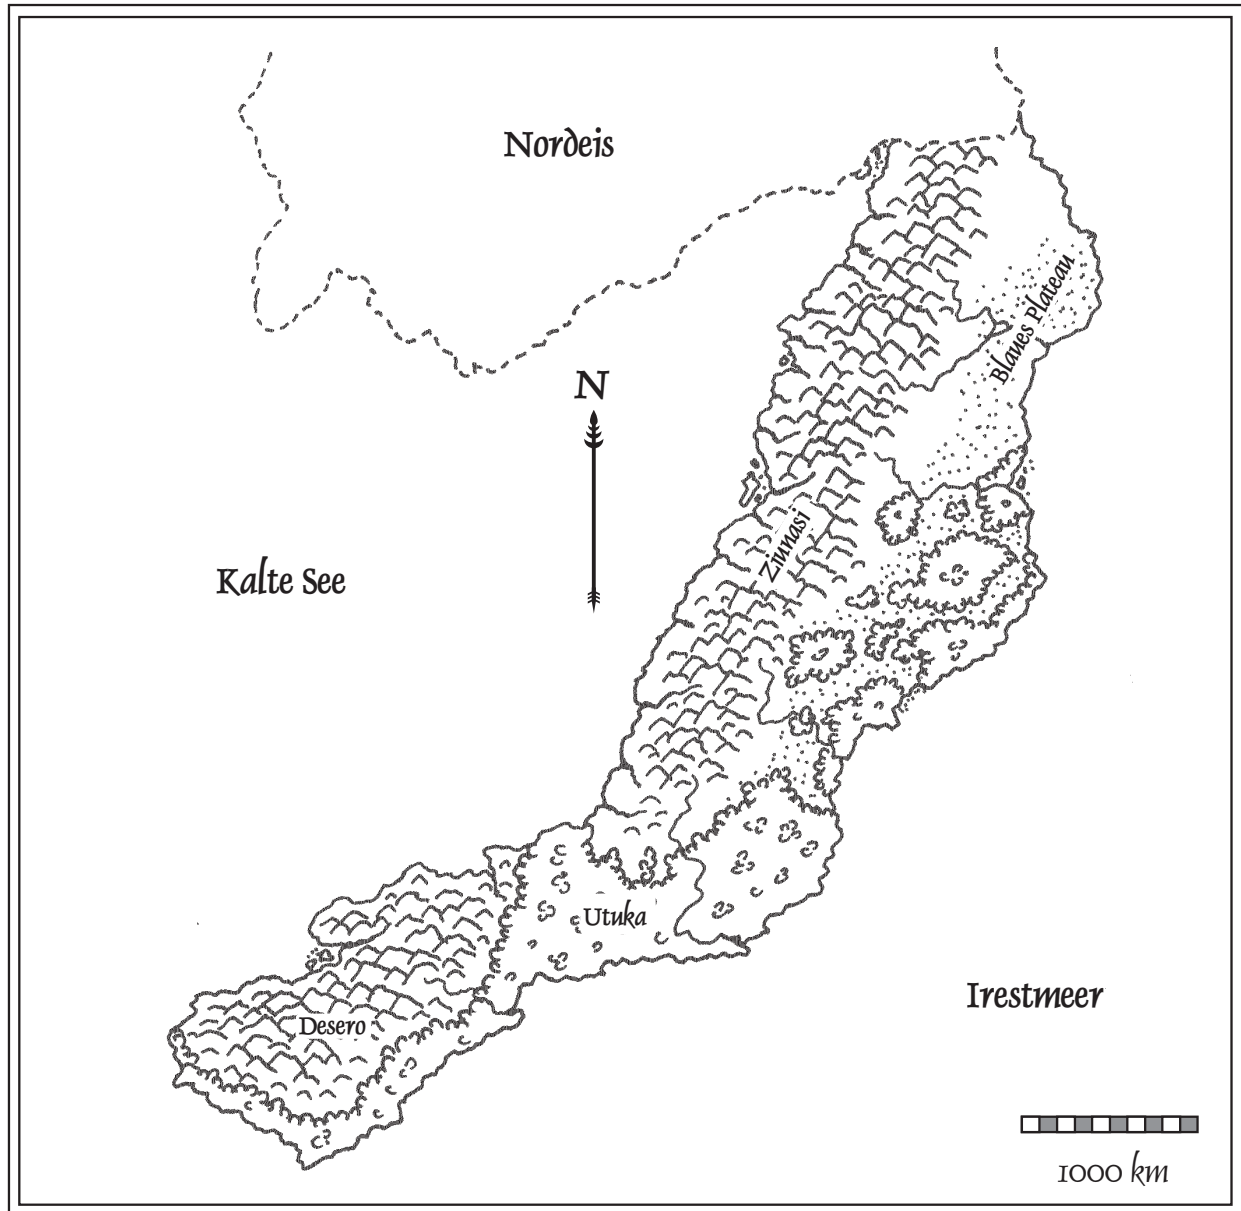 Nordeis
Blaues Plateau
N
Zinnasi
Kalte See
Utuka
Irestmeer
Desero
1000 km